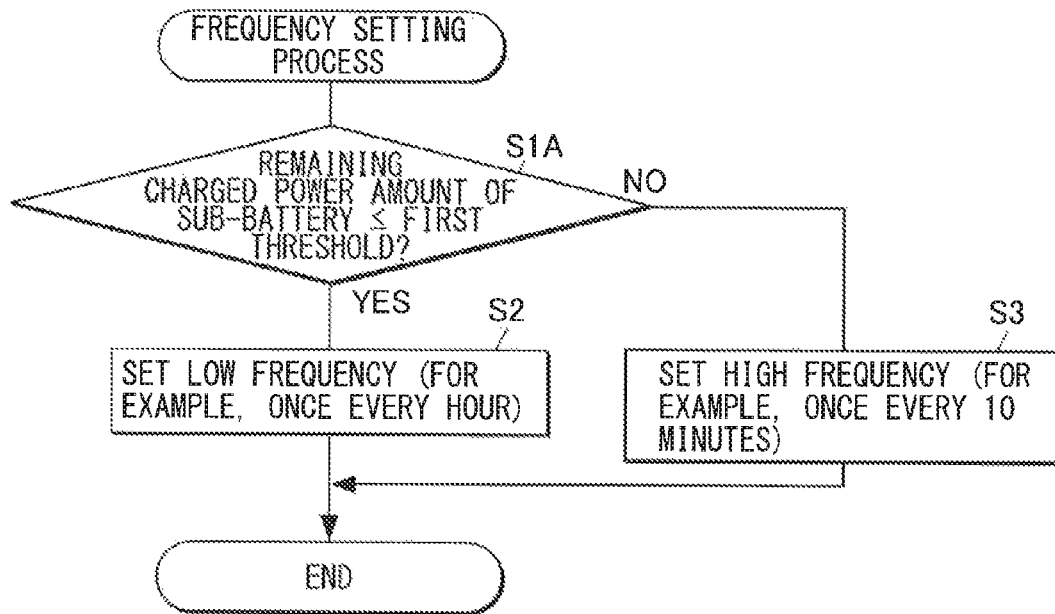 FREQUENCY SETTING
PROCESS
S1A
REMAINING
CHARGED POWER AMOUNT OF
SUB-BATTERY ≤ FIRST
THRESHOLD?
NO
YES
S2
SET LOW FREQUENCY (FOR
EXAMPLE, ONCE EVERY HOUR)
S3
SET HIGH FREQUENCY (FOR
EXAMPLE, ONCE EVERY 10
MINUTES)
END